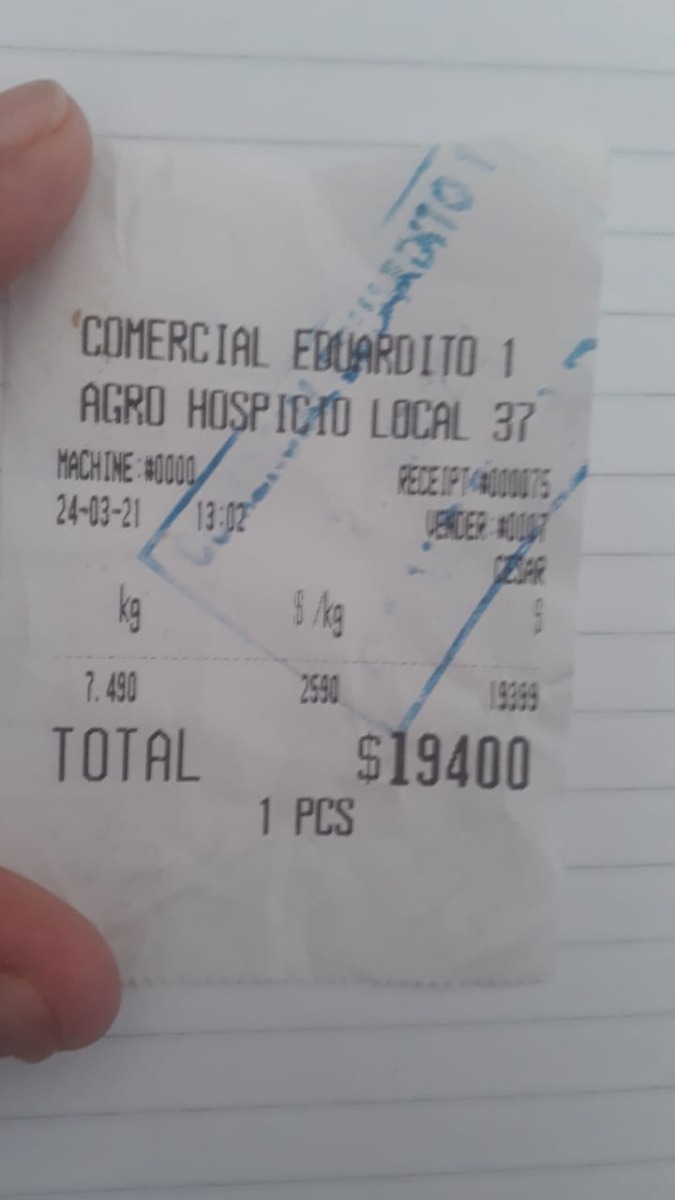 COMERCIAL EDUARDITO 1
AGRO HOSPICIO LOCAL 37
MACHINE:#0000 RECEIPT:#000075
24-03-21 13:02 VENDER:#0007
CESAR
kg $/kg $
7.490 2590 19399
TOTAL $19400
1 PCS